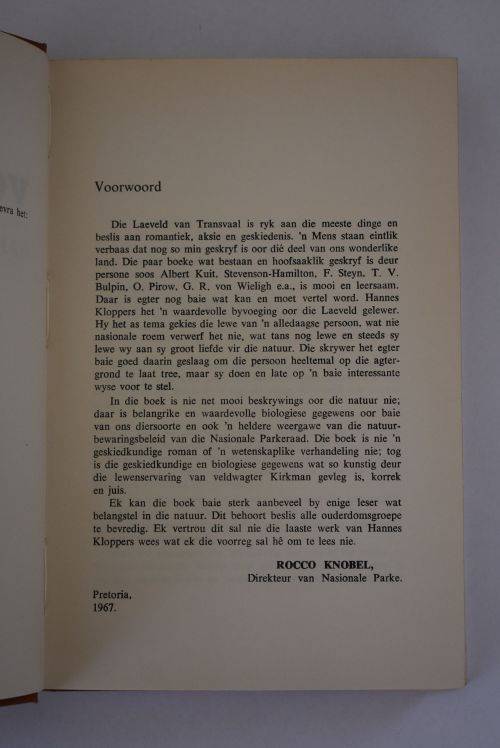 evra het:
Voorwoord
Die Laeveld van Transvaal is ryk aan die meeste dinge en
beslis aan romantiek, aksie en geskiedenis. 'n Mens staan eintlik
verbaas dat nog so min geskryf is oor dié deel van ons wonderlike
land. Die paar boeke wat bestaan en hoofsaaklik geskryf is deur
persone soos Albert Kuit, Stevenson-Hamilton, F. Steyn, T. V.
Bulpin, O. Pirow, G. R. von Wieligh e.a., is mooi en leersaam.
Daar is egter nog baie wat kan en moet vertel word. Hannes
Kloppers het 'n waardevolle byvoeging oor die Laeveld gelewer.
Hy het as tema gekies die lewe van 'n alledaagse persoon, wat nie
nasionale roem verwerf het nie, wat tans nog lewe en steeds sy
lewe wy aan sy groot liefde vir die natuur. Die skrywer het egter
baie goed daarin geslaag om die persoon heeltemal op die agter-
grond te laat tree, maar sy doen en late op 'n baie interessante
wyse voor te stel.
In die boek is nie net mooi beskrywings oor die natuur nie;
daar is belangrike en waardevolle biologiese gegewens oor baie
van ons diersoorte en ook 'n heldere weergawe van die natuur-
bewaringsbeleid van die Nasionale Parkeraad. Die boek is nie 'n
geskiedkundige roman of 'n wetenskaplike verhandeling nie; tog
is die geskiedkundige en biologiese gegewens wat so kunstig deur
die lewenservaring van veldwagter Kirkman gevleg is, korrek
en juis.
Ek kan die boek baie sterk aanbeveel by enige leser wat
belangstel in die natuur. Dit behoort beslis alle ouderdomsgroepe
te bevredig. Ek vertrou dit sal nie die laaste werk van Hannes
Kloppers wees wat ek die voorreg sal hê om te lees nie.
ROCCO KNOBEL,
Direkteur van Nasionale Parke.
Pretoria,
1967.